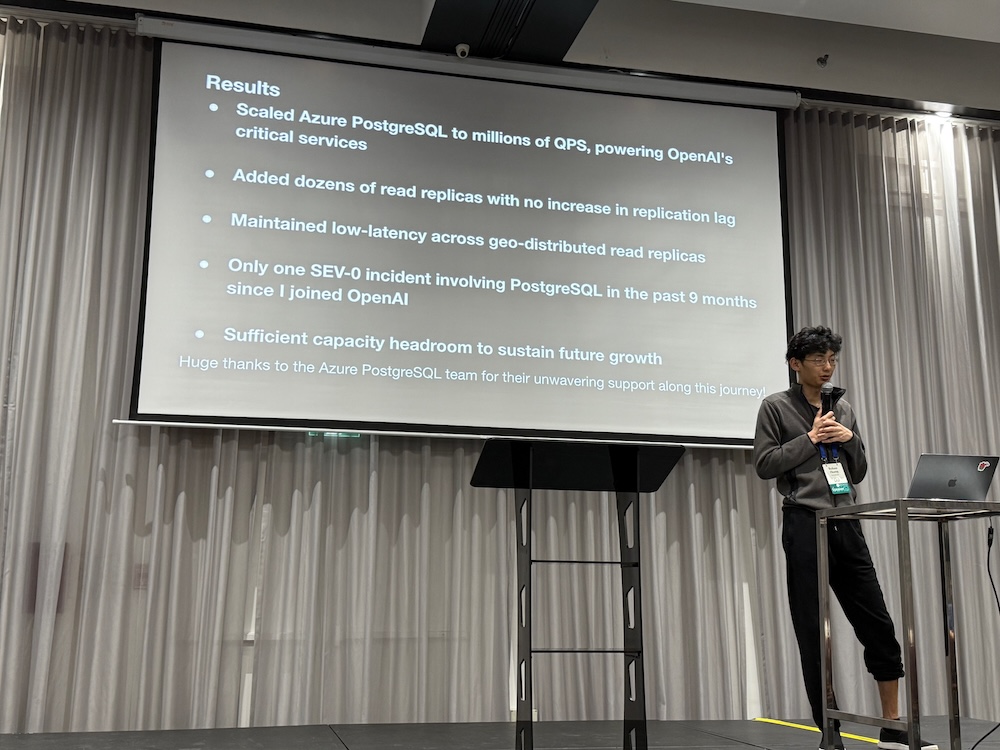 Results
• Scaled Azure PostgreSQL to millions of QPS, powering OpenAI's
critical services
• Added dozens of read replicas with no increase in replication lag
• Maintained low-latency across geo-distributed read replicas
• Only one SEV-0 incident involving PostgreSQL in the past 9 months
since I joined OpenAI
• Sufficient capacity headroom to sustain future growth
Huge thanks to the Azure PostgreSQL team for their unwavering support along this journey!